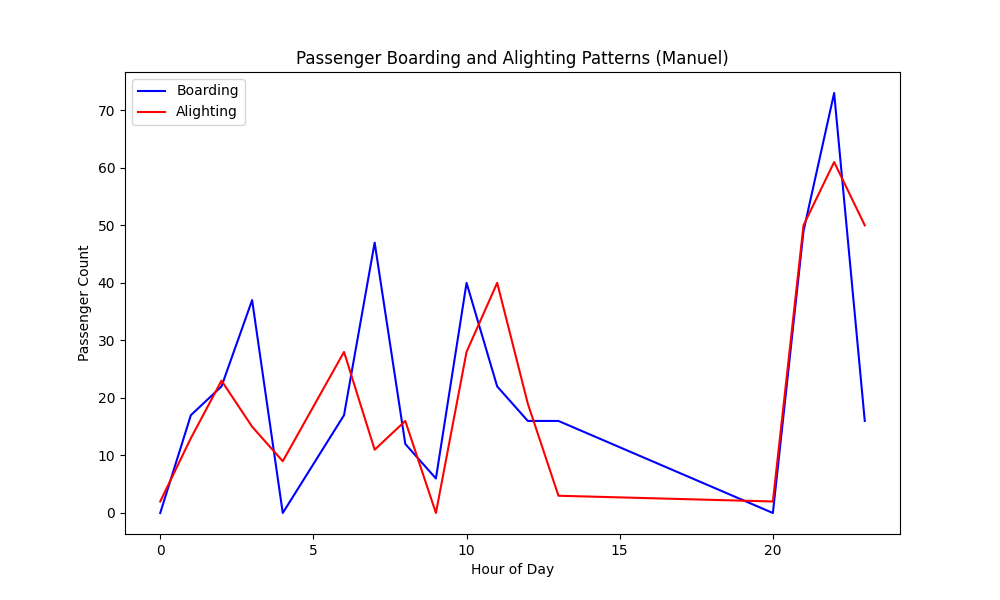 Passenger Boarding and Alighting Patterns (Manuel)
Boarding
Alighting
Passenger Count
70
60
50
40
30
20
10
0
0 5 10 15 20
Hour of Day